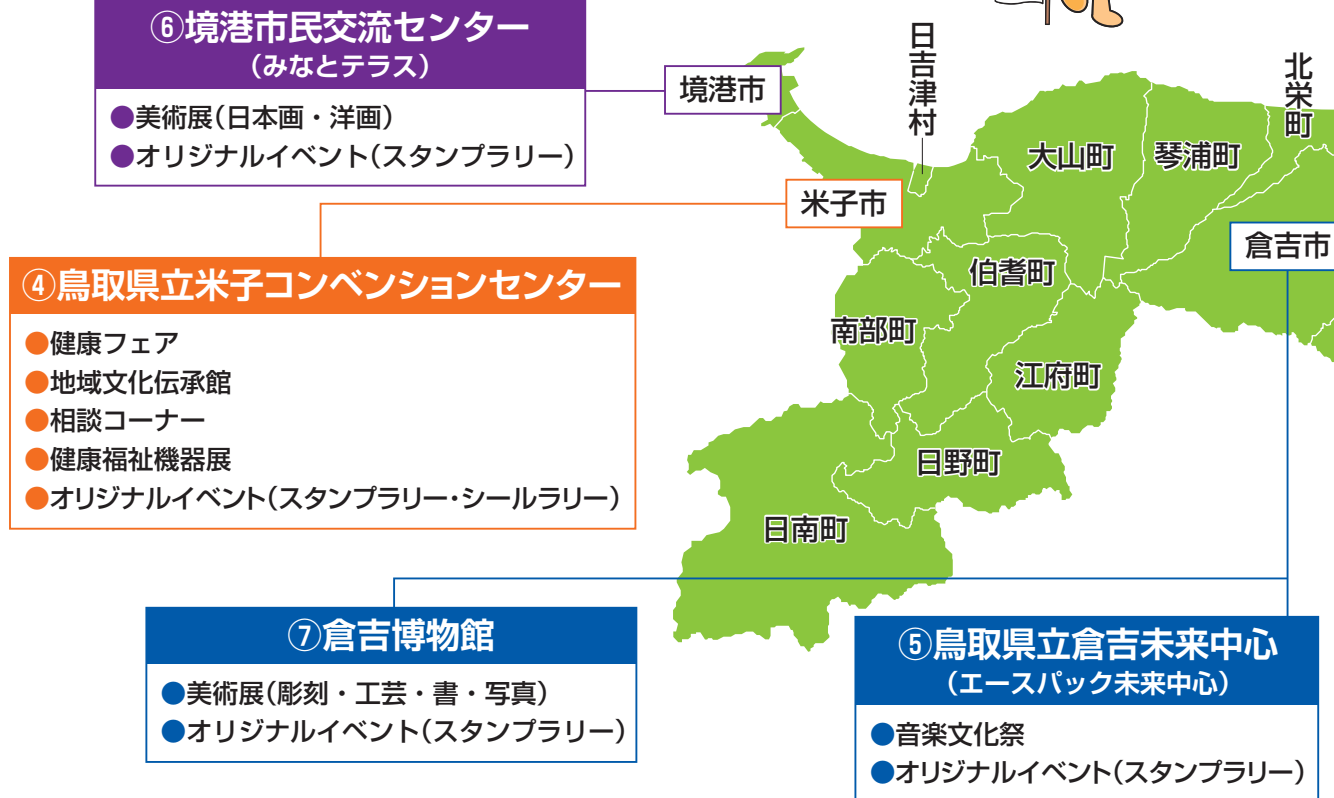 ⑥境港市民交流センター
(みなとテラス)
●美術展(日本画・洋画)
●オリジナルイベント(スタンプラリー)
境港市
日吉津村
北栄町
大山町
琴浦町
米子市
倉吉市
伯耆町
南部町
江府町
日野町
日南町
④鳥取県立米子コンベンションセンター
●健康フェア
●地域文化伝承館
●相談コーナー
●健康福祉機器展
●オリジナルイベント(スタンプラリー・シールラリー)
⑦倉吉博物館
●美術展(彫刻・工芸・書・写真)
●オリジナルイベント(スタンプラリー)
⑤鳥取県立倉吉未来中心
(エースパック未来中心)
●音楽文化祭
●オリジナルイベント(スタンプラリー)